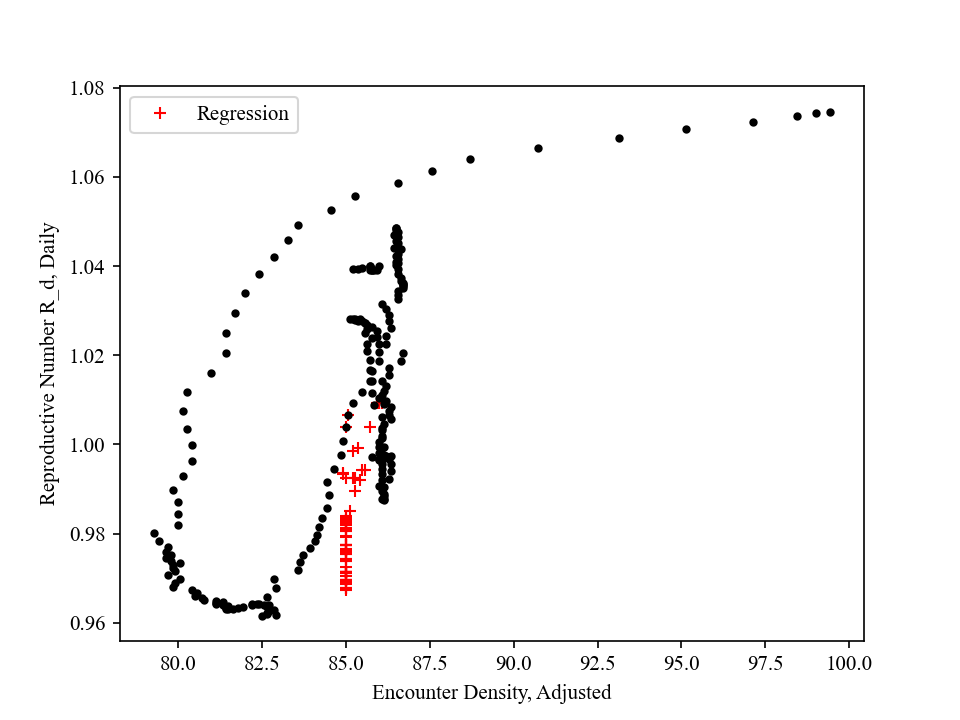 Regression
1.08
1.06
1.04
1.02
1.00
0.98
0.96
Reproductive Number R_d, Daily
80.0 82.5 85.0 87.5 90.0 92.5 95.0 97.5 100.0
Encounter Density, Adjusted